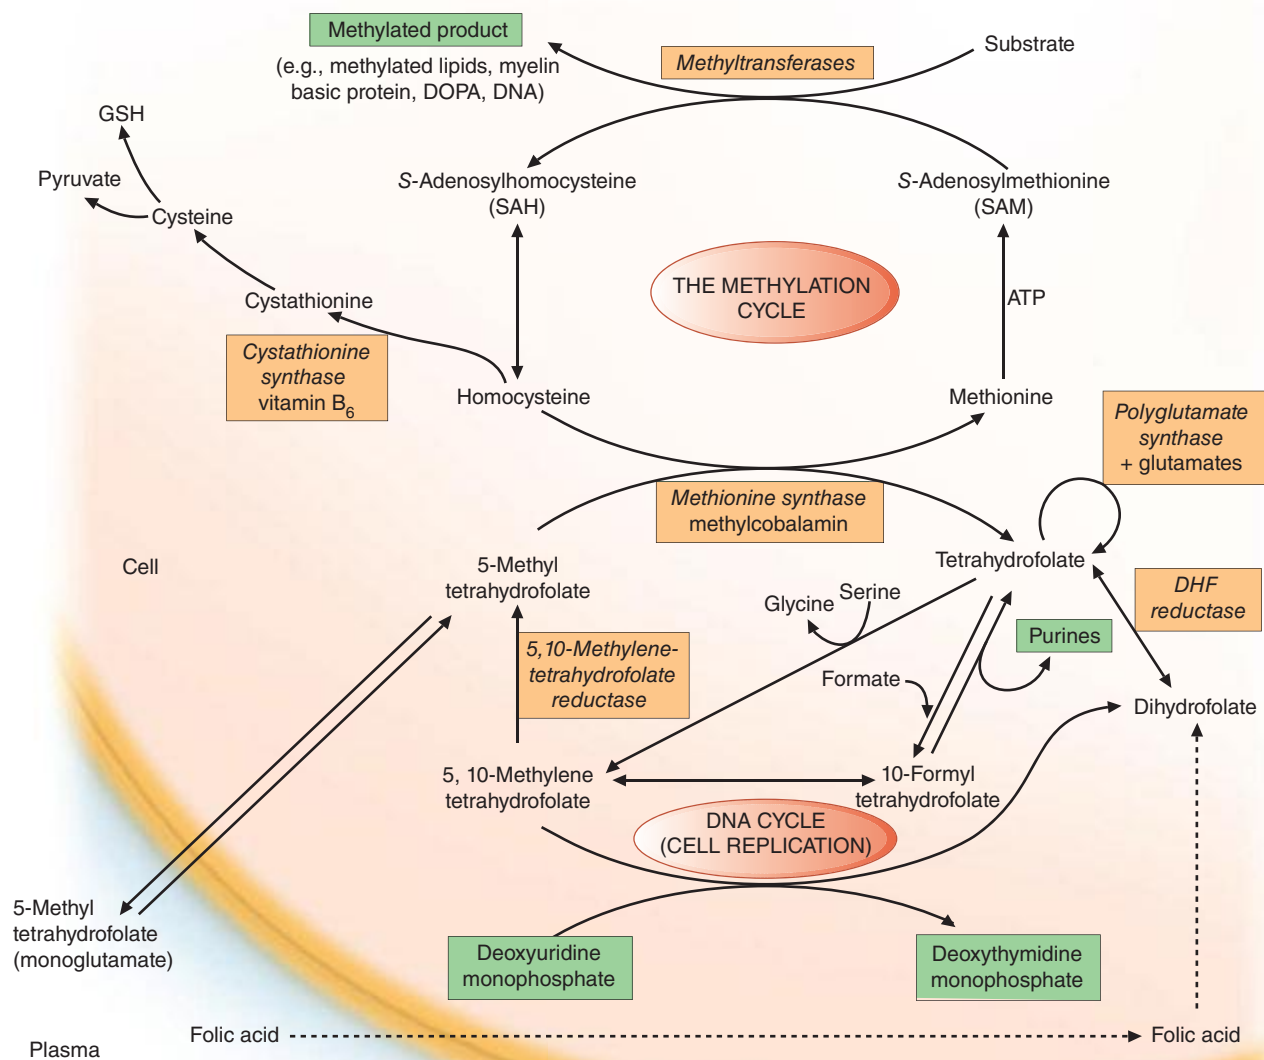 Methylated product
(e.g., methylated lipids, myelin
basic protein, DOPA, DNA)
Methyltransferases
Substrate
GSH
Pyruvate
Cysteine
S-Adenosylhomocysteine
(SAH)
S-Adenosylmethionine
(SAM)
THE METHYLATION
CYCLE
ATP
Cystathionine
Cystathionine
synthase
vitamin B6
Homocysteine
Methionine
Polyglutamate
synthase
+ glutamates
Methionine synthase
methylcobalamin
Cell
5-Methyl
tetrahydrofolate
Tetrahydrofolate
DHF
reductase
Glycine
Serine
Purines
5,10-Methylene-
tetrahydrofolate
reductase
Formate
Dihydrofolate
5, 10-Methylene
tetrahydrofolate
10-Formyl
tetrahydrofolate
DNA CYCLE
(CELL REPLICATION)
5-Methyl
tetrahydrofolate
(monoglutamate)
Deoxyuridine
monophosphate
Deoxythymidine
monophosphate
Folic acid
Folic acid
Plasma